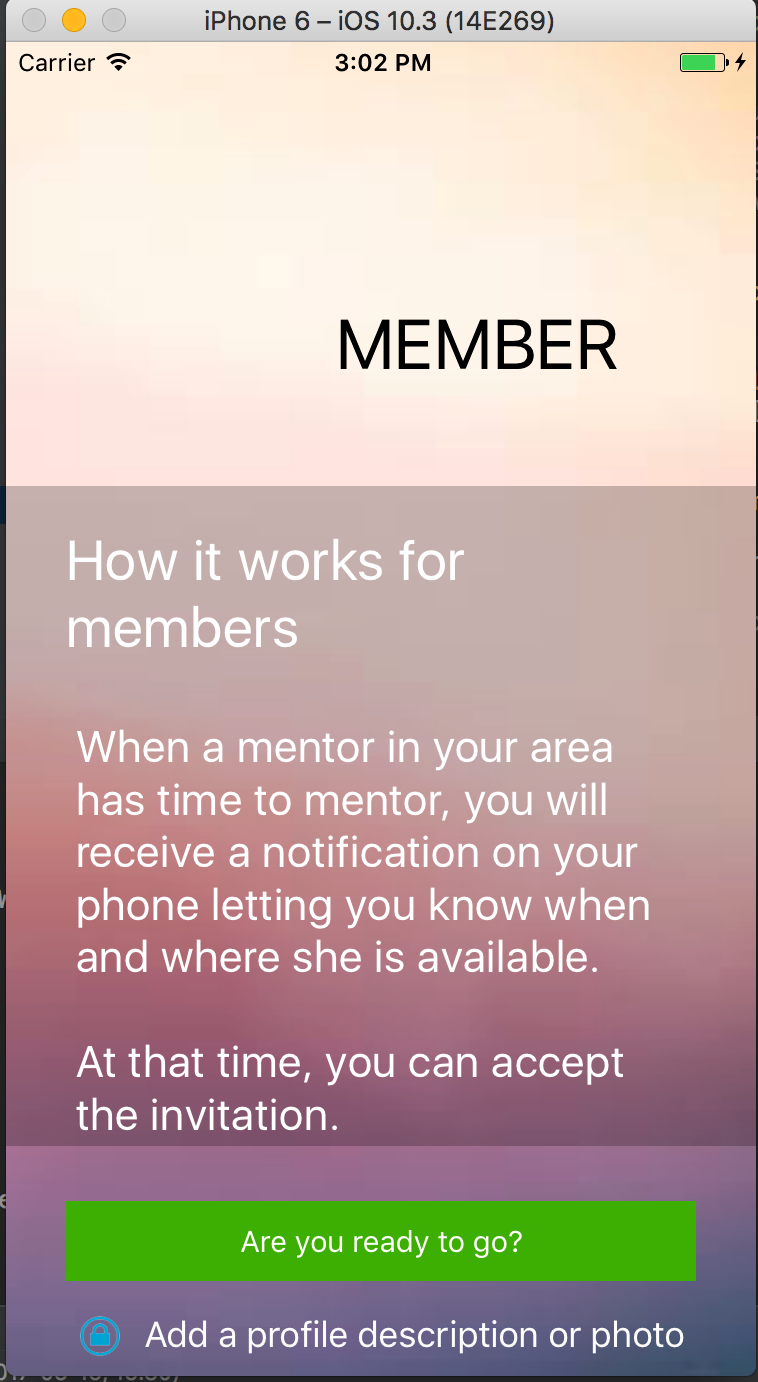 iPhone 6 – iOS 10.3 (14E269)
Carrier 3:02 PM
MEMBER
How it works for
members
When a mentor in your area
has time to mentor, you will
receive a notification on your
phone letting you know when
and where she is available.
At that time, you can accept
the invitation.
Are you ready to go?
Add a profile description or photo